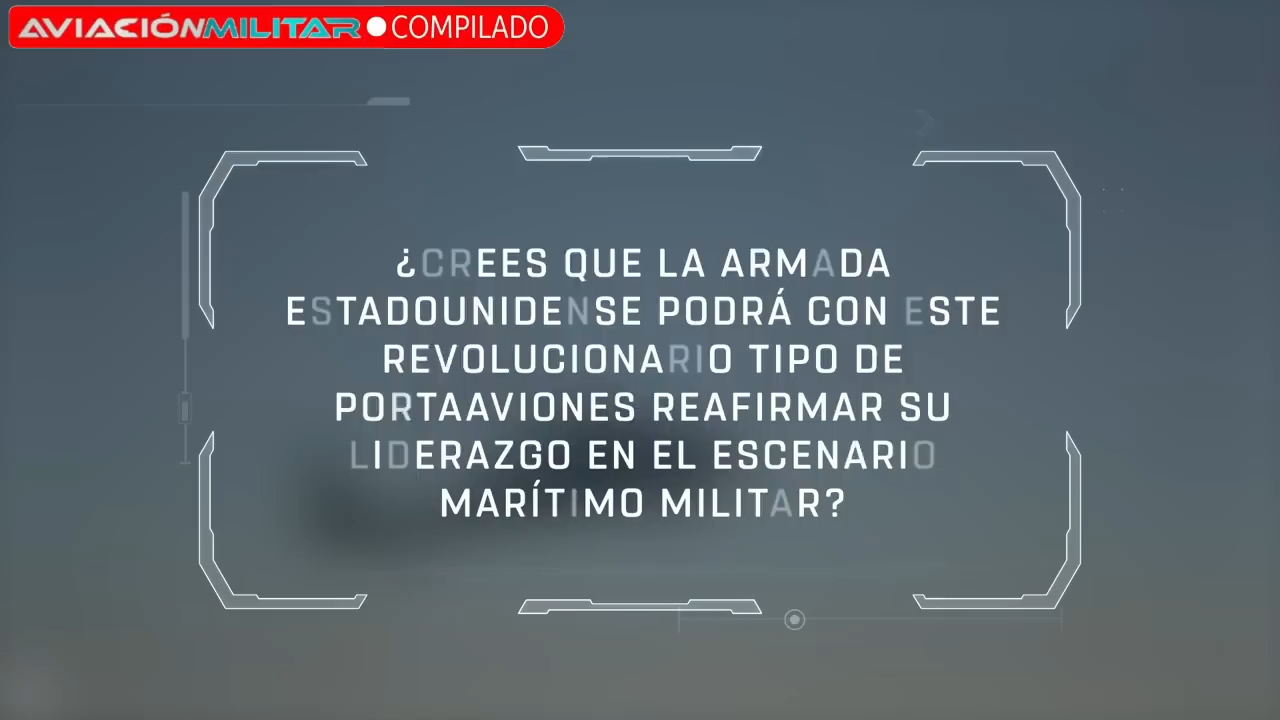 AVIACIÓNMILITAR COMPILADO
¿CREES QUE LA ARMADA
ESTADOUNIDENSE PODRÁ CON ESTE
REVOLUCIONARIO TIPO DE
PORTAAVIONES REAFIRMAR SU
LIDERAZGO EN EL ESCENARIO
MARÍTIMO MILITAR?